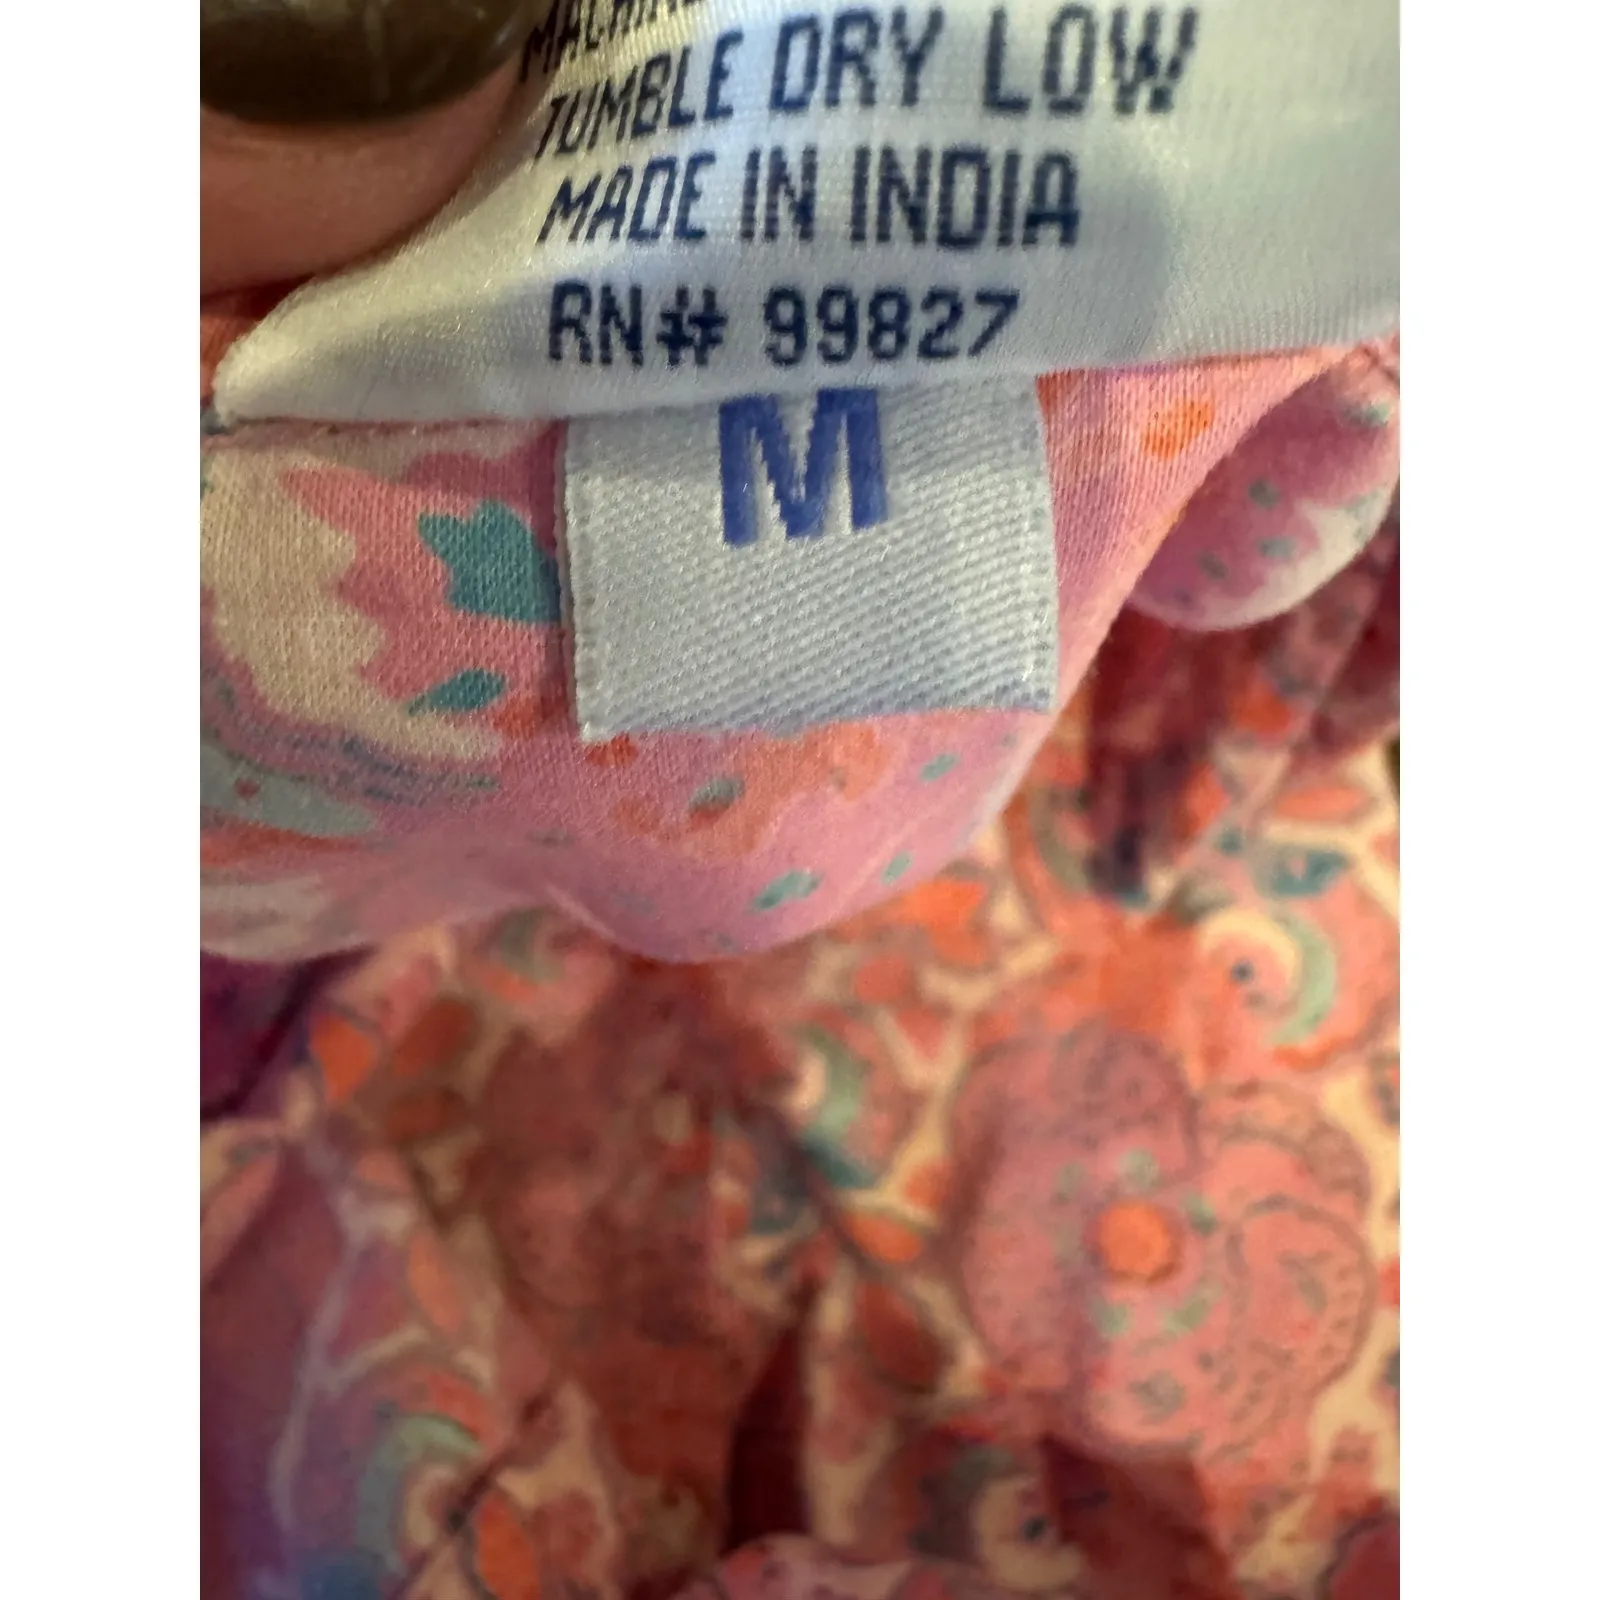 TUMBLE DRY LOW
MADE IN INDIA
RN# 99827
M